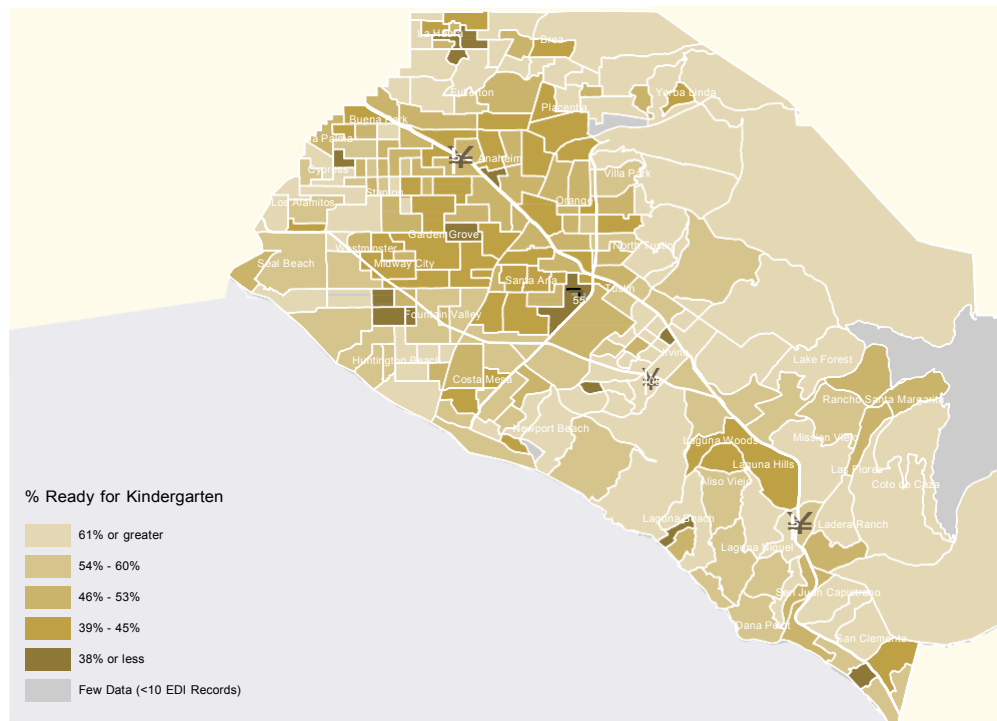 La Habra
Brea
Fullerton
Placentia
Yerba Linda
Buena Park
La Palma
Anaheim
Cypress
Villa Park
Stanton
Los Alamitos
Orange
Garden Grove
North Tustin
Westminster
Seal Beach
Midway City
Santa Ana
Tustin
55
Fountain Valley
Irvine
Huntington Beach
Lake Forest
Costa Mesa
Rancho Santa Margarita
Newport Beach
Laguna Woods
Mission Viejo
Laguna Hills
Las Flores
Aliso Viejo
Coto de Caza
% Ready for Kindergarten
Laguna Beach
Ladera Ranch
61% or greater
Laguna Niguel
54% - 60%
San Juan Capistrano
46% - 53%
Dana Point
39% - 45%
San Clemente
38% or less
Few Data (<10 EDI Records)